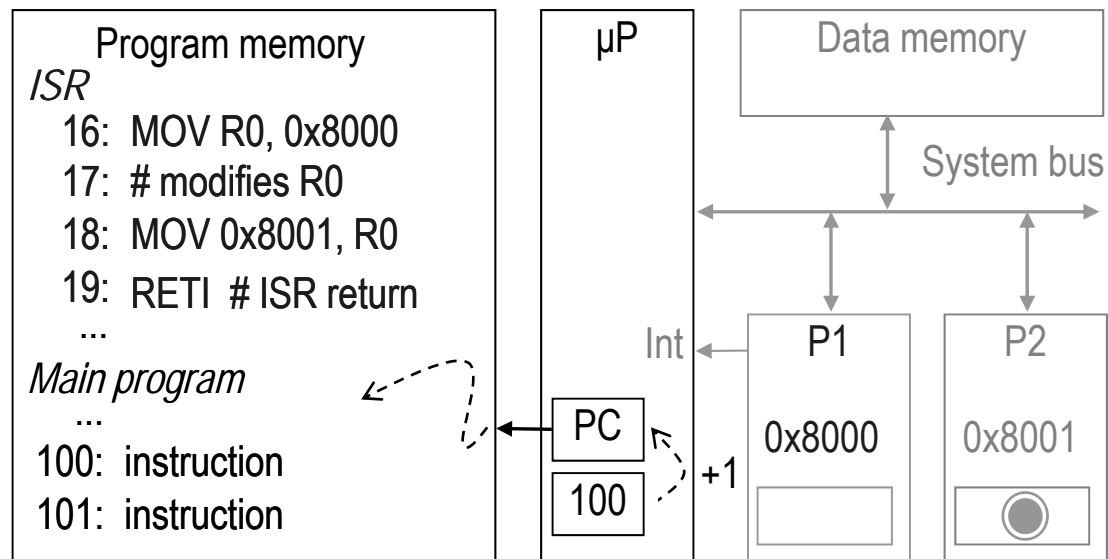 Program memory
ISR
16: MOV R0, 0x8000
17: # modifies R0
18: MOV 0x8001, R0
19: RETI # ISR return
...
Main program
...
100: instruction
101: instruction
µP
Int
PC
100
+1
Data memory
System bus
P1
0x8000
P2
0x8001